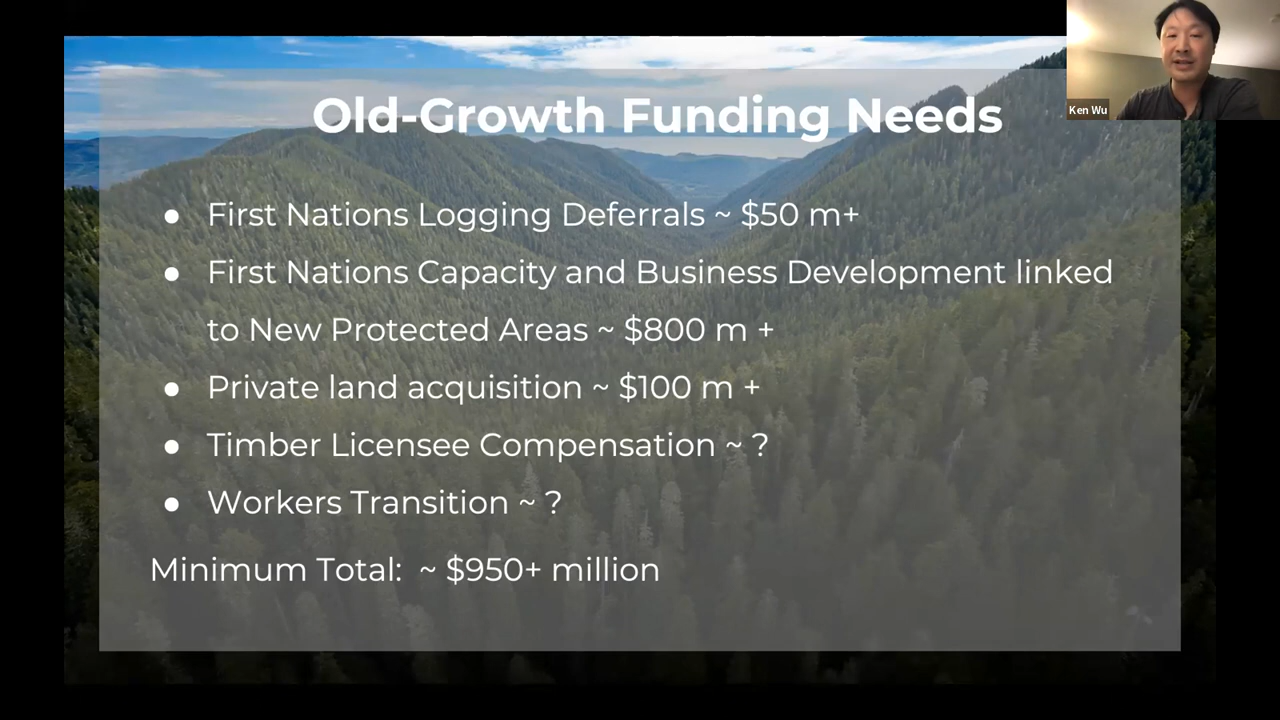 Old-Growth Funding Needs
Ken Wu
● First Nations Logging Deferrals ~ $50 m+
● First Nations Capacity and Business Development linked
to New Protected Areas ~ $800 m +
● Private land acquisition ~ $100 m +
● Timber Licensee Compensation ~ ?
● Workers Transition ~ ?
Minimum Total:  ~ $950+ million